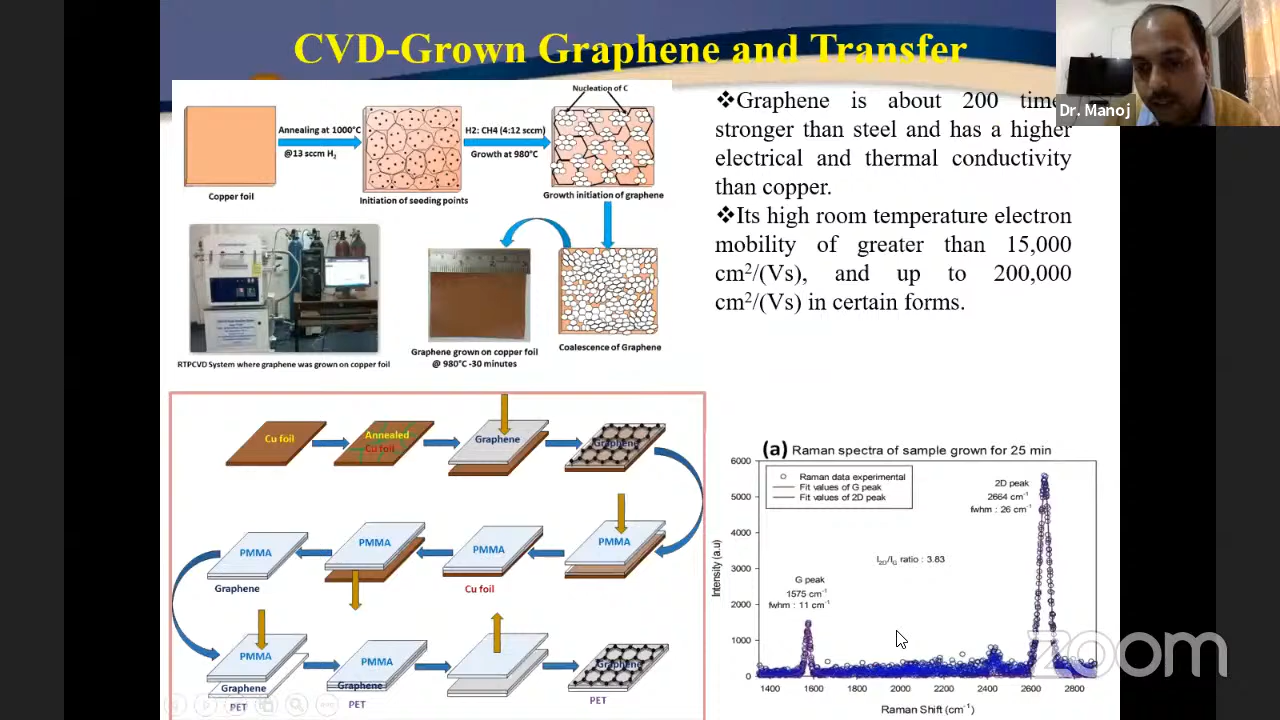 CVD-Grown Graphene and Transfer
Dr. Manoj
Nucleation of C
Annealing at 1000°C
@13 sccm H2
H2: CH4 (4:12 sccm)
Growth at 980°C
Copper foil
Initiation of seeding points
Growth initiation of graphene
RTPCVD System where graphene was grown on copper foil
Graphene grown on copper foil
@ 980°C -30 minutes
Coalescence of Graphene
❖Graphene is about 200 time
stronger than steel and has a higher
electrical and thermal conductivity
than copper.
❖Its high room temperature electron
mobility of greater than 15,000
cm2/(Vs), and up to 200,000
cm2/(Vs) in certain forms.
Cu foil
Annealed
Cu foil
Graphene
Graphene
PMMA
Graphene
PMMA
PMMA
Cu foil
PMMA
PMMA
Graphene
PET
PMMA
Graphene
PET
Graphene
PET
(a) Raman spectra of sample grown for 25 min
Raman data experimental
Fit values of G peak
Fit values of 2D peak
2D peak
2664 cm-1
fwhm : 26 cm-1
I2D/IG ratio : 3.83
G peak
1575 cm-1
fwhm : 11 cm-1
Intensity (a.u)
6000
5000
4000
3000
2000
1000
0
1400 1600 1800 2000 2200 2400 2600 2800
Raman Shift (cm-1)
zoom